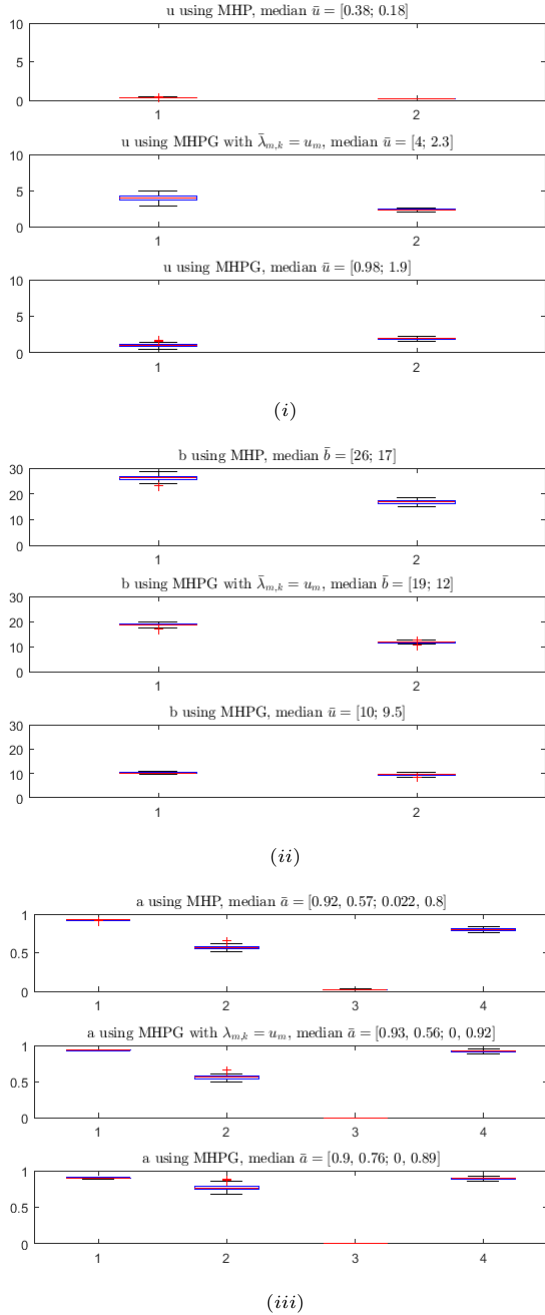 u using MHP, median ū = [0.38; 0.18]
10
5
0
1 2
u using MHPG with λ̄_{m,k} = u_m, median ū = [4; 2.3]
10
5
0
1 2
u using MHPG, median ū = [0.98; 1.9]
10
5
0
1 2
(i)
b using MHP, median b̄ = [26; 17]
30
20
10
0
1 2
b using MHPG with λ̄_{m,k} = u_m, median b̄ = [19; 12]
30
20
10
0
1 2
b using MHPG, median ū = [10; 9.5]
30
20
10
0
1 2
(ii)
a using MHP, median ā = [0.92, 0.57; 0.022, 0.8]
1
0.5
0
1 2 3 4
a using MHPG with λ_{m,k} = u_m, median ā = [0.93, 0.56; 0, 0.92]
1
0.5
0
1 2 3 4
a using MHPG, median ā = [0.9, 0.76; 0, 0.89]
1
0.5
0
1 2 3 4
(iii)